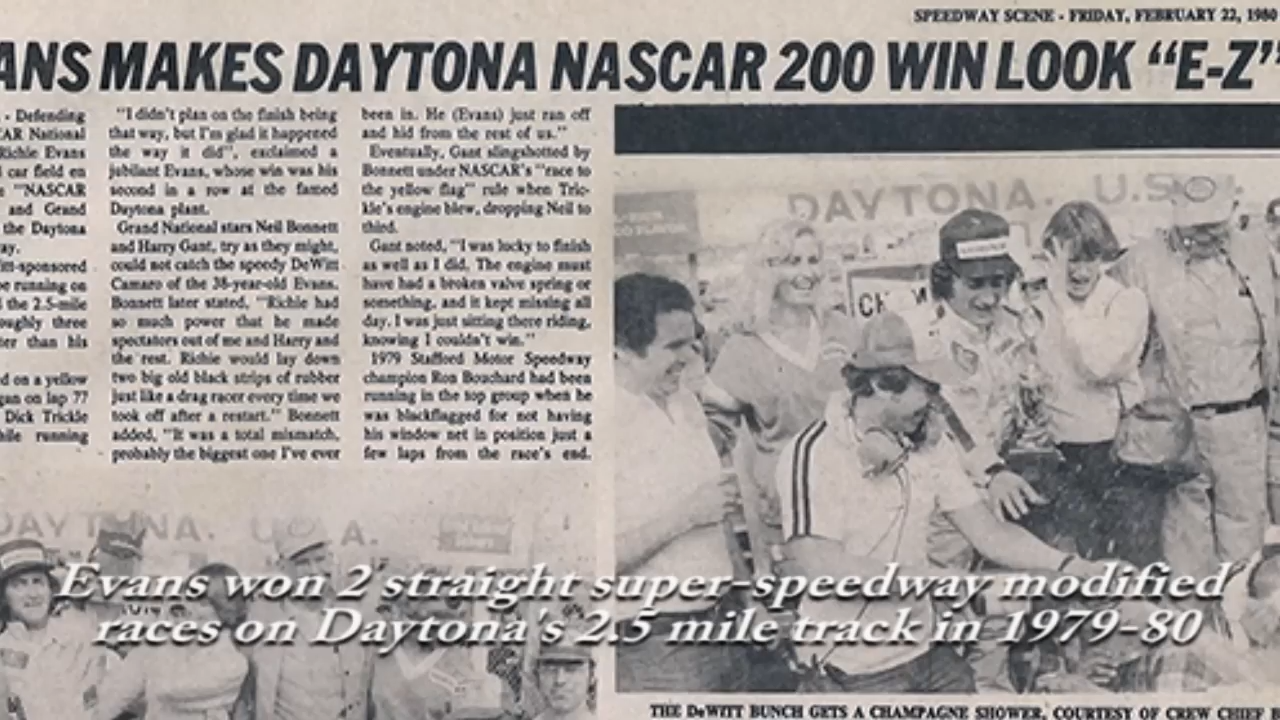 SPEEDWAY SCENE - FRIDAY, FEBRUARY 22, 1980
ANS MAKES DAYTONA NASCAR 200 WIN LOOK "E-Z"
- Defending
CAR National
Richie Evans
car field en
"NASCAR
and Grand
the Daytona
ay.
itt-sponsored
be running on
the 2.5-mile
oughly three
ter than his
d on a yellow
gan on lap 77
Dick Trickle
hile running
"I didn't plan on the finish being
that way, but I'm glad it happened
the way it did", exclaimed a
jubilant Evans, whose win was his
second in a row at the famed
Daytona plant.
Grand National stars Neil Bonnett
and Harry Gant, try as they might,
could not catch the speedy DeWitt
Camaro of the 38-year-old Evans.
Bonnett later stated, "Richie had
so much power that he made
spectators out of me and Harry and
the rest. Richie would lay down
two big old black strips of rubber
just like a drag racer every time we
took off after a restart." Bonnett
added, "It was a total mismatch,
probably the biggest one I've ever
been in. He (Evans) just ran off
and hid from the rest of us."
Eventually, Gant slingshotted by
Bonnett under NASCAR's "race to
the yellow flag" rule when Tric-
kle's engine blew, dropping Neil to
third.
Gant noted, "I was lucky to finish
as well as I did. The engine must
have had a broken valve spring or
something, and it kept missing all
day. I was just sitting there riding,
knowing I couldn't win."
1979 Stafford Motor Speedway
champion Ron Bouchard had been
running in the top group when he
was blackflagged for not having
his window net in position just a
few laps from the race's end.
DAYTONA. U.S.
CH
DAYTONA. U. A.
Evans won 2 straight super-speedway modified
races on Daytona's 2.5 mile track in 1979-80
THE DeWITT BUNCH GETS A CHAMPAGNE SHOWER, COURTESY OF CREW CHIEF B